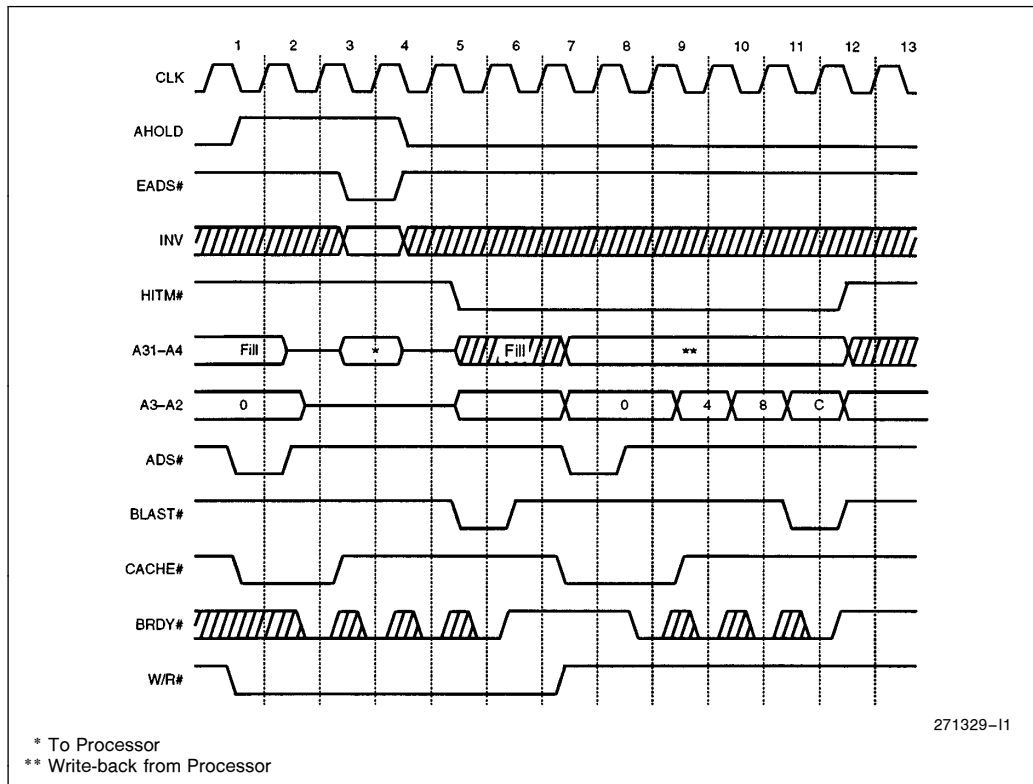 1 2 3 4 5 6 7 8 9 10 11 12 13
CLK
AHOLD
EADS#
INV
HITM#
A31–A4 Fill * Fill **
A3–A2 0 0 4 8 C
ADS#
BLAST#
CACHE#
BRDY#
W/R#
271329–I1
* To Processor
** Write-back from Processor